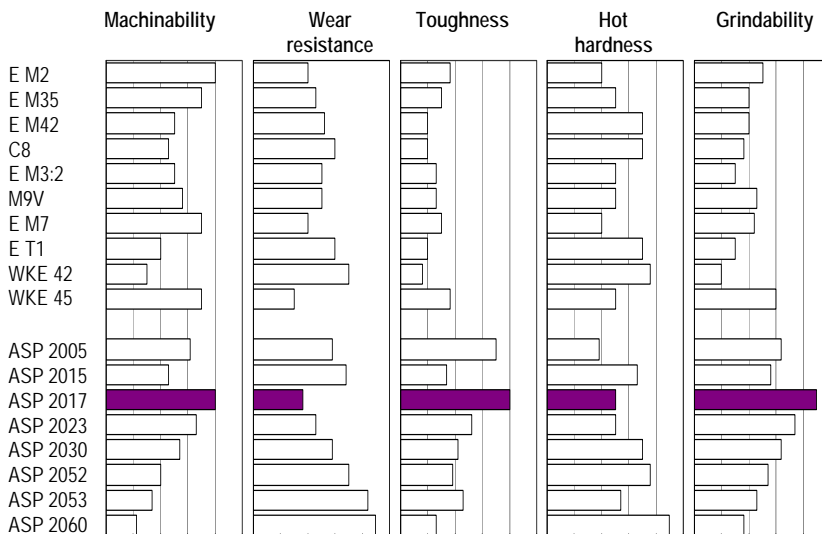 Machinability Wear resistance Toughness Hot hardness Grindability
E M2
E M35
E M42
C8
E M3:2
M9V
E M7
E T1
WKE 42
WKE 45
ASP 2005
ASP 2015
ASP 2017
ASP 2023
ASP 2030
ASP 2052
ASP 2053
ASP 2060